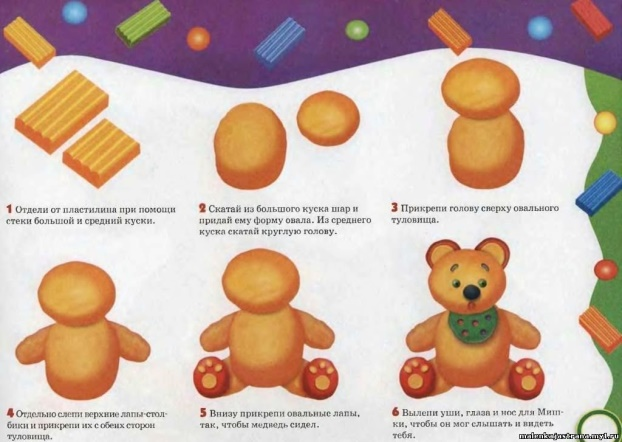 1 Отдели от пластилина при помощи
стеки большой и средний куски.
2 Скатай из большого куска шар и
придай ему форму овала. Из среднего
куска скатай круглую голову.
3 Прикрепи голову сверху овального
туловища.
4 Отдельно слепи верхние лапы-стол-
бики и прикрепи их с обеих сторон
туловища.
5 Внизу прикрепи овальные лапы,
так, чтобы медведь сидел.
6 Вылепи уши, глаза и нос для Миш-
ки, чтобы он мог слышать и видеть
тебя.
malenkajastrana.my1.ru